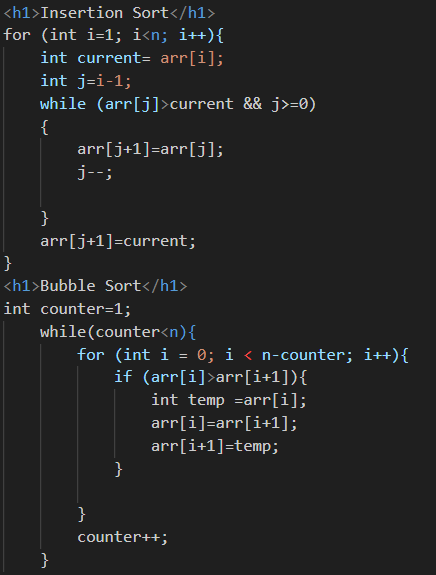 <h1>Insertion Sort</h1>
for (int i=1; i<n; i++){
    int current= arr[i];
    int j=i-1;
    while (arr[j]>current && j>=0)
    {
        arr[j+1]=arr[j];
        j--;
    }
    arr[j+1]=current;
}
<h1>Bubble Sort</h1>
int counter=1;
    while(counter<n){
        for (int i = 0; i < n-counter; i++){
            if (arr[i]>arr[i+1]){
                int temp =arr[i];
                arr[i]=arr[i+1];
                arr[i+1]=temp;
            }
        }
        counter++;
    }